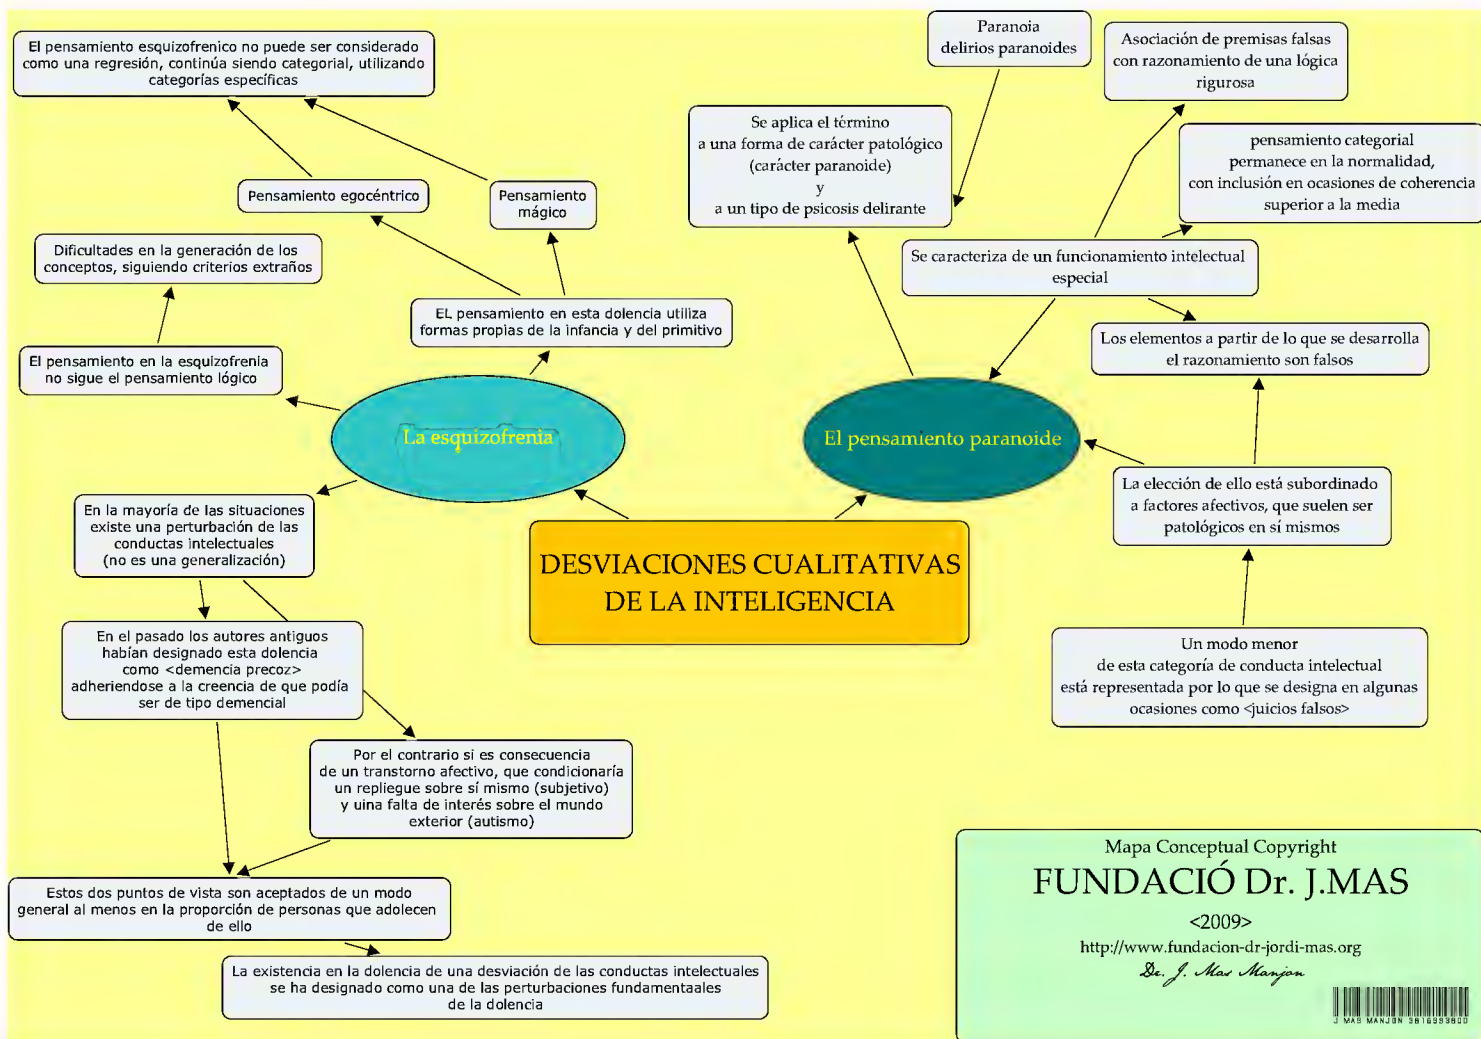 El pensamiento esquizofrenico no puede ser considerado
como una regresión, continúa siendo categorial, utilizando
categorías específicas
Pensamiento egocéntrico
Pensamiento
mágico
Dificultades en la generación de los
conceptos, siguiendo criterios extraños
EL pensamiento en esta dolencia utiliza
formas propias de la infancia y del primitivo
El pensamiento en la esquizofrenia
no sigue el pensamiento lógico
La esquizofrenia
En la mayoría de las situaciones
existe una perturbación de las
conductas intelectuales
(no es una generalización)
En el pasado los autores antiguos
habían designado esta dolencia
como <demencia precoz>
adheriendose a la creencia de que podía
ser de tipo demencial
Por el contrario si es consecuencia
de un transtorno afectivo, que condicionaría
un repliegue sobre sí mismo (subjetivo)
y uina falta de interés sobre el mundo
exterior (autismo)
Estos dos puntos de vista son aceptados de un modo
general al menos en la proporción de personas que adolecen
de ello
La existencia en la dolencia de una desviación de las conductas intelectuales
se ha designado como una de las perturbaciones fundamentaales
de la dolencia
DESVIACIONES CUALITATIVAS
DE LA INTELIGENCIA
Paranoia
delirios paranoides
Asociación de premisas falsas
con razonamiento de una lógica
rigurosa
Se aplica el término
a una forma de carácter patológico
(carácter paranoide)
y
a un tipo de psicosis delirante
pensamiento categorial
permanece en la normalidad,
con inclusión en ocasiones de coherencia
superior a la media
Se caracteriza de un funcionamiento intelectual
especial
Los elementos a partir de lo que se desarrolla
el razonamiento son falsos
El pensamiento paranoide
La elección de ello está subordinado
a factores afectivos, que suelen ser
patológicos en sí mismos
Un modo menor
de esta categoría de conducta intelectual
está representada por lo que se designa en algunas
ocasiones como <juicios falsos>
Mapa Conceptual Copyright
FUNDACIÓ Dr. J.MAS
<2009>
http://www.fundacion-dr-jordi-mas.org
Dr. J. Mas Manjon
J MAS MANJON